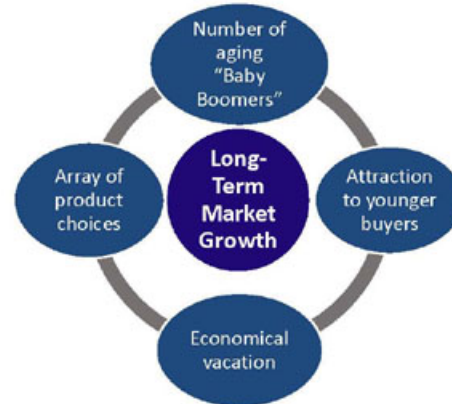 Number of
aging
"Baby
Boomers"
Long-
Term
Market
Growth
Array of
product
choices
Attraction
to younger
buyers
Economical
vacation